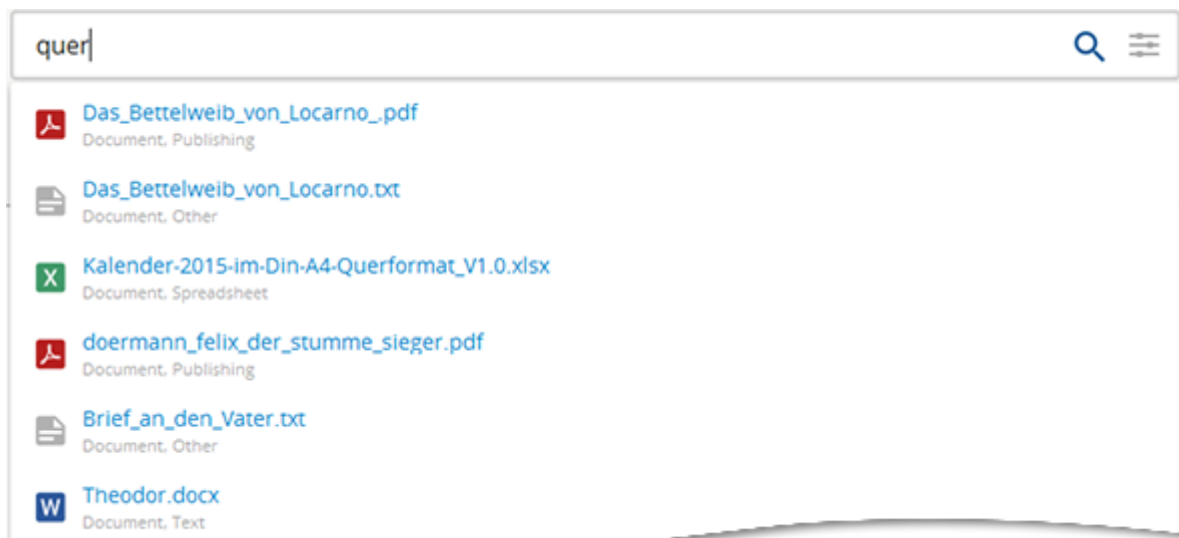 quer
Das_Bettelweib_von_Locarno_.pdf
Document, Publishing
Das_Bettelweib_von_Locarno.txt
Document, Other
Kalender-2015-im-Din-A4-Querformat_V1.0.xlsx
Document, Spreadsheet
doermann_felix_der_stumme_sieger.pdf
Document, Publishing
Brief_an_den_Vater.txt
Document, Other
Theodor.docx
Document, Text